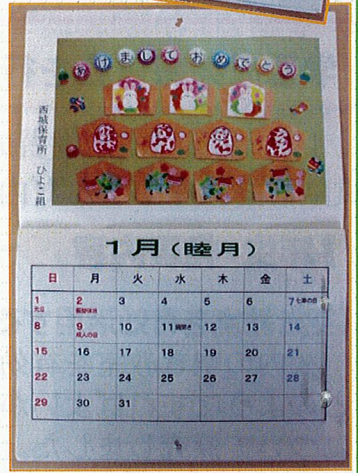 あけましておめでとう
西城保育所 ひよこ組
1月(睦月)
日 月 火 水 木 金 土
1 2 3 4 5 6 7 七草の日
元日 振替休日
8 9 10 11 鏡開き 12 13 14
成人の日
15 16 17 18 19 20 21
22 23 24 25 26 27 28
29 30 31